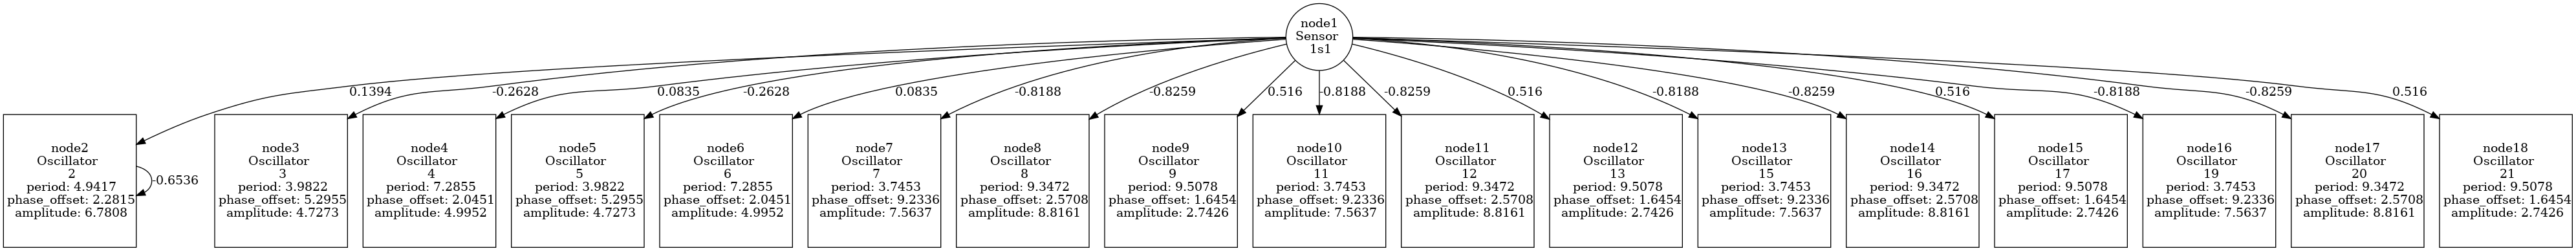 node1
Sensor
1s1
0.1394
-0.2628
0.0835
-0.2628
0.0835
-0.8188
-0.8259
0.516
-0.8188
-0.8259
0.516
-0.8188
-0.8259
0.516
-0.8188
-0.8259
0.516
node2
Oscillator
2
period: 4.9417
phase_offset: 2.2815
amplitude: 6.7808
-0.6536
node3
Oscillator
3
period: 3.9822
phase_offset: 5.2955
amplitude: 4.7273
node4
Oscillator
4
period: 7.2855
phase_offset: 2.0451
amplitude: 4.9952
node5
Oscillator
5
period: 3.9822
phase_offset: 5.2955
amplitude: 4.7273
node6
Oscillator
6
period: 7.2855
phase_offset: 2.0451
amplitude: 4.9952
node7
Oscillator
7
period: 3.7453
phase_offset: 9.2336
amplitude: 7.5637
node8
Oscillator
8
period: 9.3472
phase_offset: 2.5708
amplitude: 8.8161
node9
Oscillator
9
period: 9.5078
phase_offset: 1.6454
amplitude: 2.7426
node10
Oscillator
11
period: 3.7453
phase_offset: 9.2336
amplitude: 7.5637
node11
Oscillator
12
period: 9.3472
phase_offset: 2.5708
amplitude: 8.8161
node12
Oscillator
13
period: 9.5078
phase_offset: 1.6454
amplitude: 2.7426
node13
Oscillator
15
period: 3.7453
phase_offset: 9.2336
amplitude: 7.5637
node14
Oscillator
16
period: 9.3472
phase_offset: 2.5708
amplitude: 8.8161
node15
Oscillator
17
period: 9.5078
phase_offset: 1.6454
amplitude: 2.7426
node16
Oscillator
19
period: 3.7453
phase_offset: 9.2336
amplitude: 7.5637
node17
Oscillator
20
period: 9.3472
phase_offset: 2.5708
amplitude: 8.8161
node18
Oscillator
21
period: 9.5078
phase_offset: 1.6454
amplitude: 2.7426